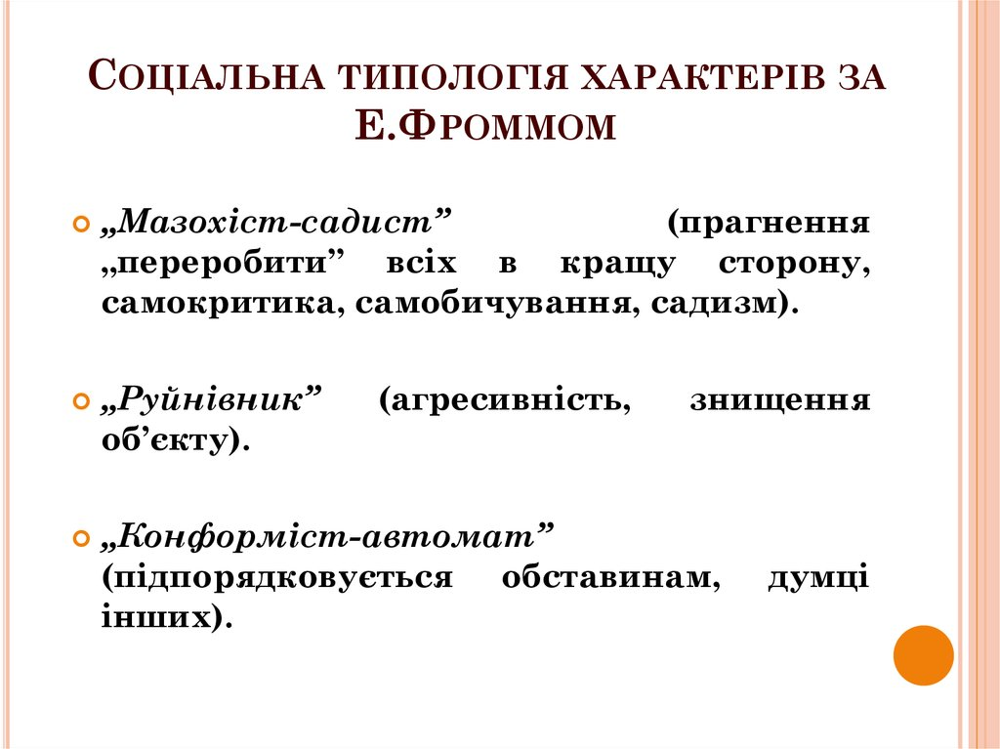 Соціальна типологія характерів за
Е.Фроммом
„Мазохіст-садист” (прагнення
„переробити” всіх в кращу сторону,
самокритика, самобичування, садизм).
„Руйнівник” (агресивність, знищення
об’єкту).
„Конформіст-автомат”
(підпорядковується обставинам, думці
інших).